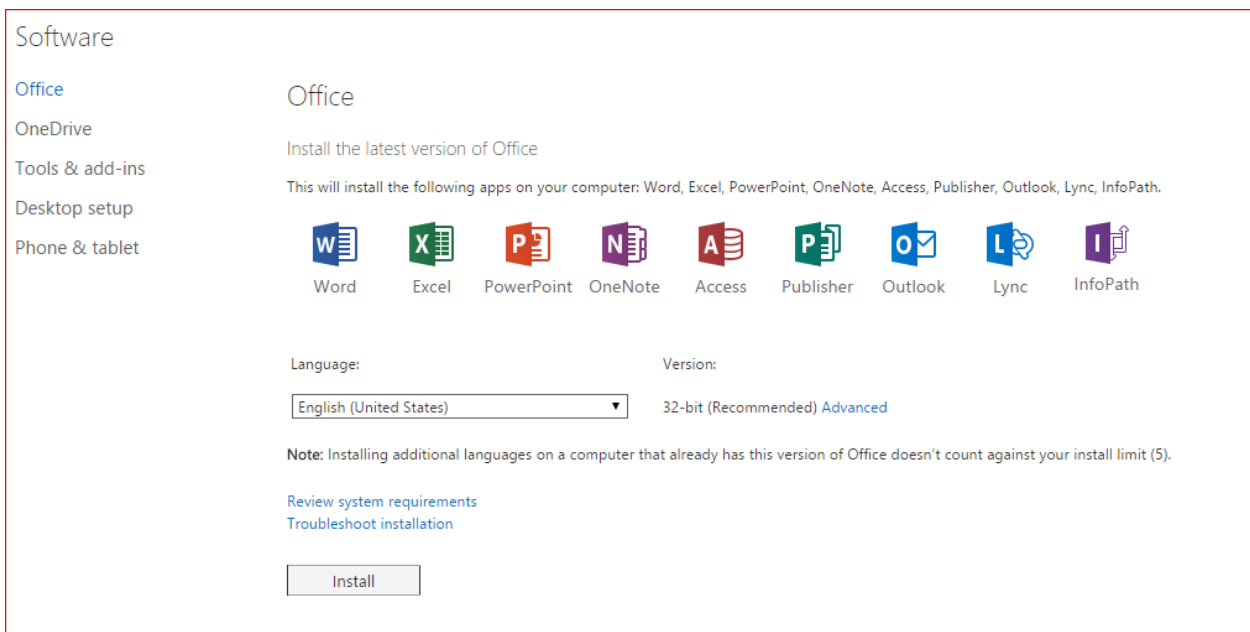 Software
Office
OneDrive
Tools & add-ins
Desktop setup
Phone & tablet
Office
Install the latest version of Office
This will install the following apps on your computer: Word, Excel, PowerPoint, OneNote, Access, Publisher, Outlook, Lync, InfoPath.
W X P N A P O L I
Word Excel PowerPoint OneNote Access Publisher Outlook Lync InfoPath
Language: Version:
English (United States) 32-bit (Recommended) Advanced
Note: Installing additional languages on a computer that already has this version of Office doesn't count against your install limit (5).
Review system requirements
Troubleshoot installation
Install